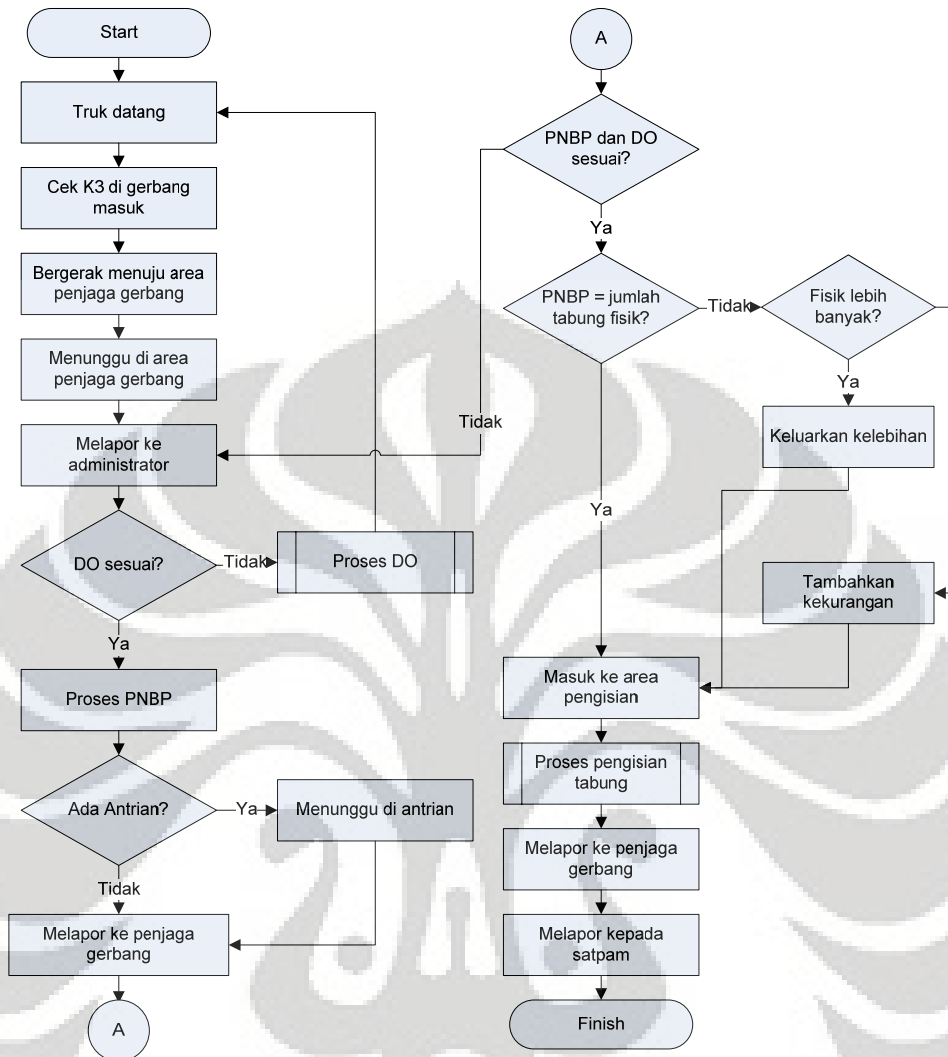 Start
Truk datang
Cek K3 di gerbang
masuk
Bergerak menuju area
penjaga gerbang
Menunggu di area
penjaga gerbang
Melapor ke
administrator
DO sesuai?
Tidak
Proses DO
Ya
Proses PNBP
Ada Antrian?
Ya
Menunggu di antrian
Tidak
Melapor ke penjaga
gerbang
A
A
PNBP dan DO
sesuai?
Tidak
Ya
PNBP = jumlah
tabung fisik?
Tidak
Fisik lebih
banyak?
Ya
Keluarkan kelebihan
Tambahkan
kekurangan
Ya
Masuk ke area
pengisian
Proses pengisian
tabung
Melapor ke penjaga
gerbang
Melapor kepada
satpam
Finish